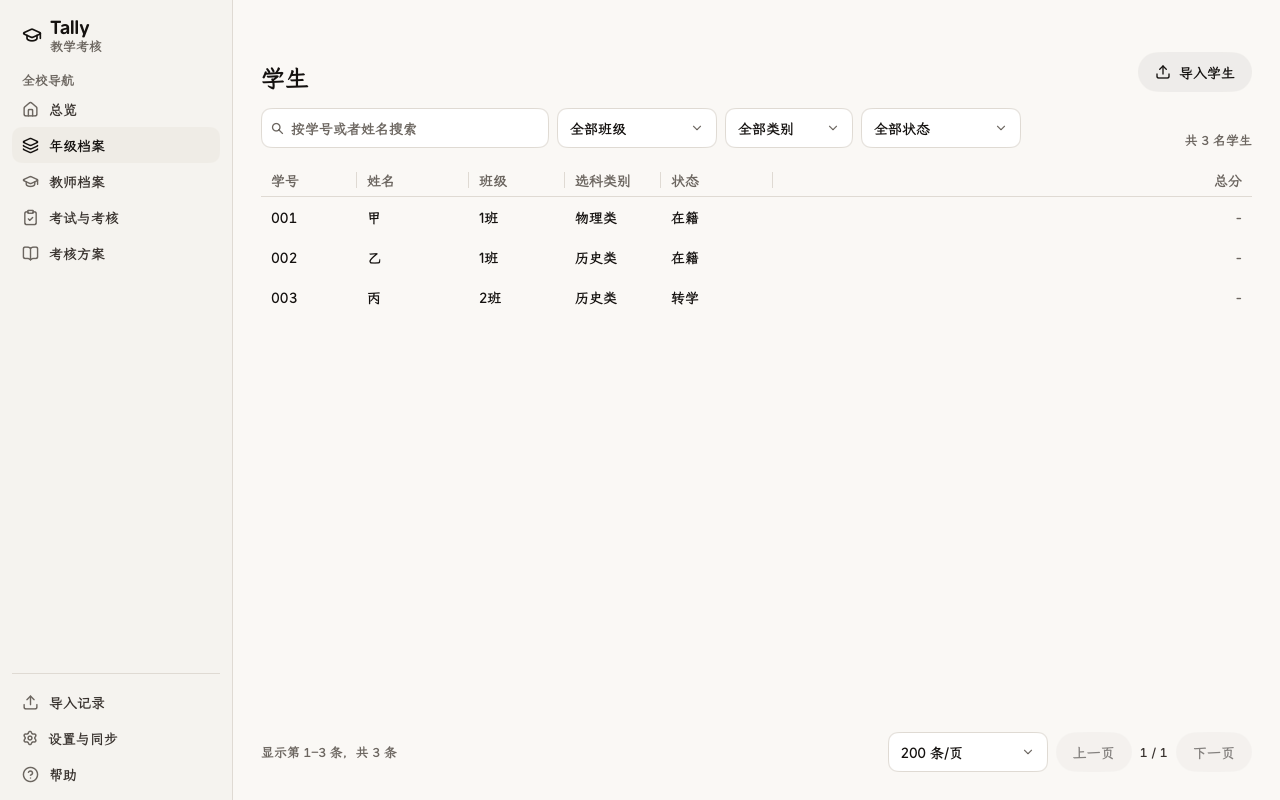 Tally
教学考核
全校导航
总览
年级档案
教师档案
考试与考核
考核方案
导入记录
设置与同步
帮助
学生
导入学生
按学号或者姓名搜索
全部班级
全部类别
全部状态
共 3 名学生
学号 姓名 班级 选科类别 状态 总分
001 甲 1班 物理类 在籍 -
002 乙 1班 历史类 在籍 -
003 丙 2班 历史类 转学 -
显示第 1–3 条，共 3 条
200 条/页
上一页
1 / 1
下一页